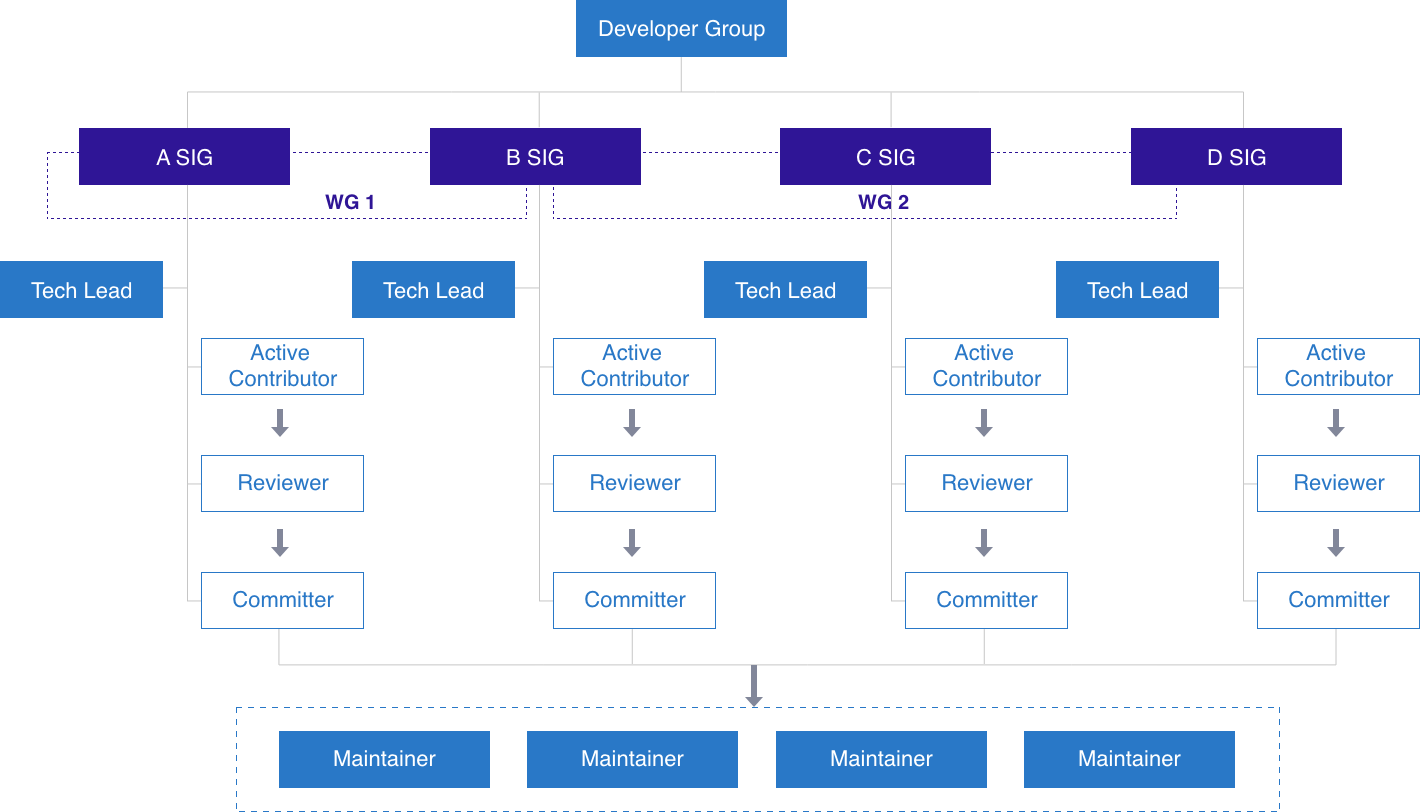 Developer Group
A SIG
B SIG
C SIG
D SIG
WG 1
WG 2
Tech Lead
Tech Lead
Tech Lead
Tech Lead
Active
Contributor
Active
Contributor
Active
Contributor
Active
Contributor
Reviewer
Reviewer
Reviewer
Reviewer
Committer
Committer
Committer
Committer
Maintainer
Maintainer
Maintainer
Maintainer